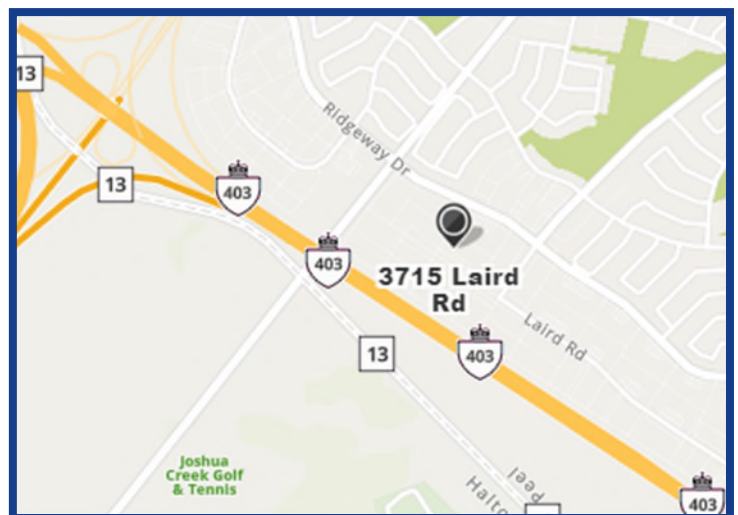 13
Ridgeway Dr
13
403
403
3715 Laird
Rd
Laird Rd
13
403
Joshua
Creek Golf
& Tennis
Peel
Halto
403